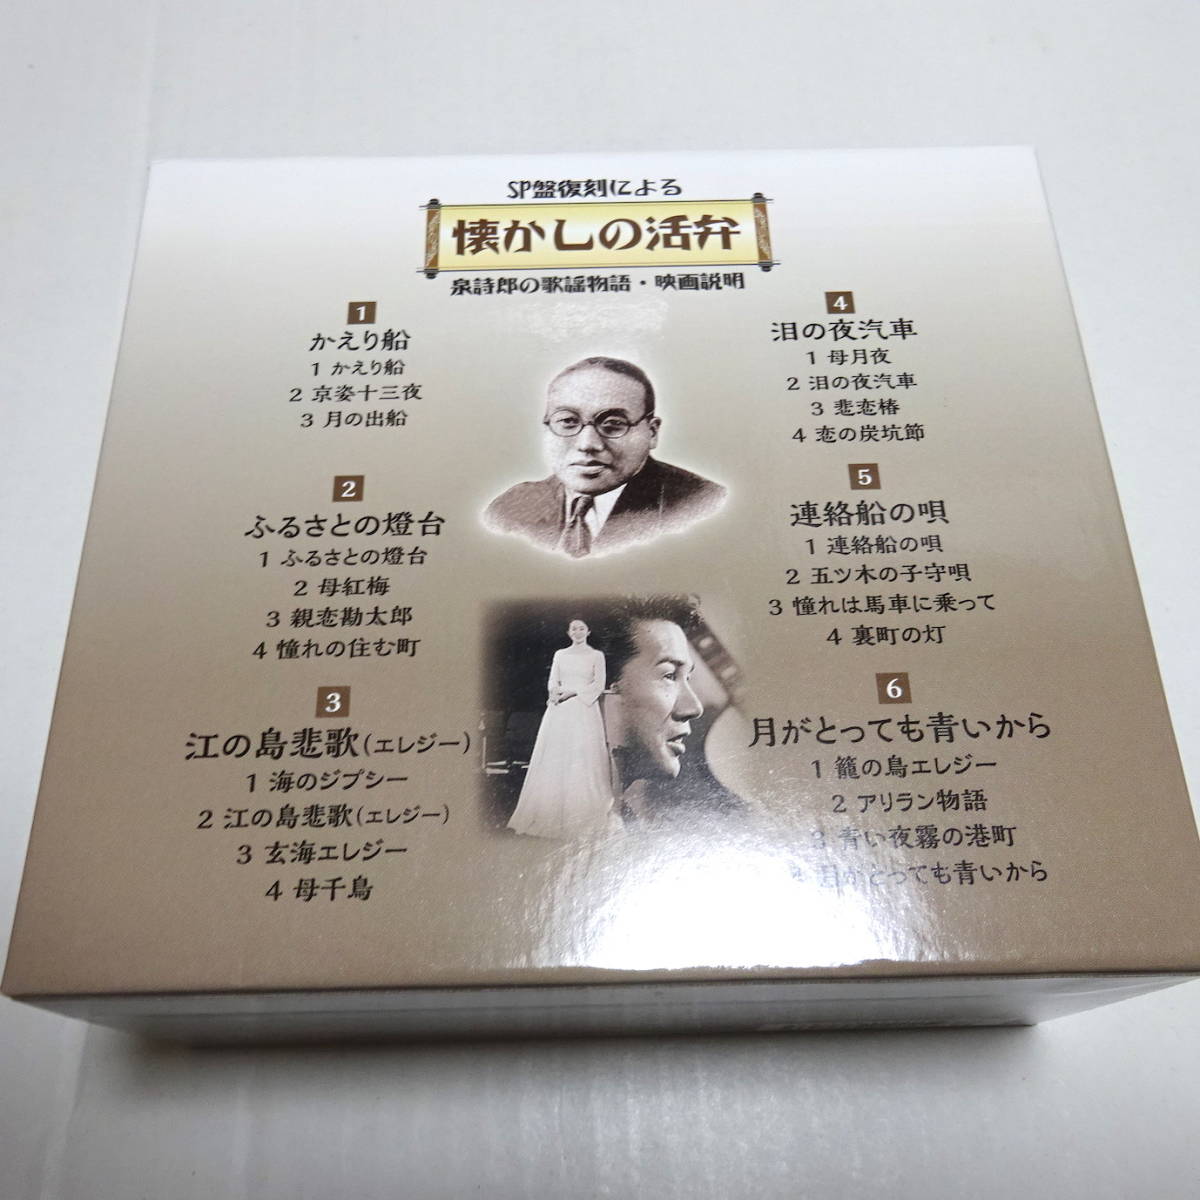 SP盤復刻による
懐かしの活弁
泉詩郎の歌謡物語・映画説明
1
かえり船
1 かえり船
2 京姿十三夜
3 月の出船
2
ふるさとの燈台
1 ふるさとの燈台
2 母紅梅
3 親恋勘太郎
4 憧れの住む町
3
江の島悲歌(エレジー)
1 海のジプシー
2 江の島悲歌(エレジー)
3 玄海エレジー
4 母千鳥
4
泪の夜汽車
1 母月夜
2 泪の夜汽車
3 悲恋椿
4 恋の炭坑節
5
連絡船の唄
1 連絡船の唄
2 五ツ木の子守唄
3 憧れは馬車に乗って
4 裏町の灯
6
月がとっても青いから
1 籠の鳥エレジー
2 アリラン物語
3 青い夜霧の港町
4 月がとっても青いから